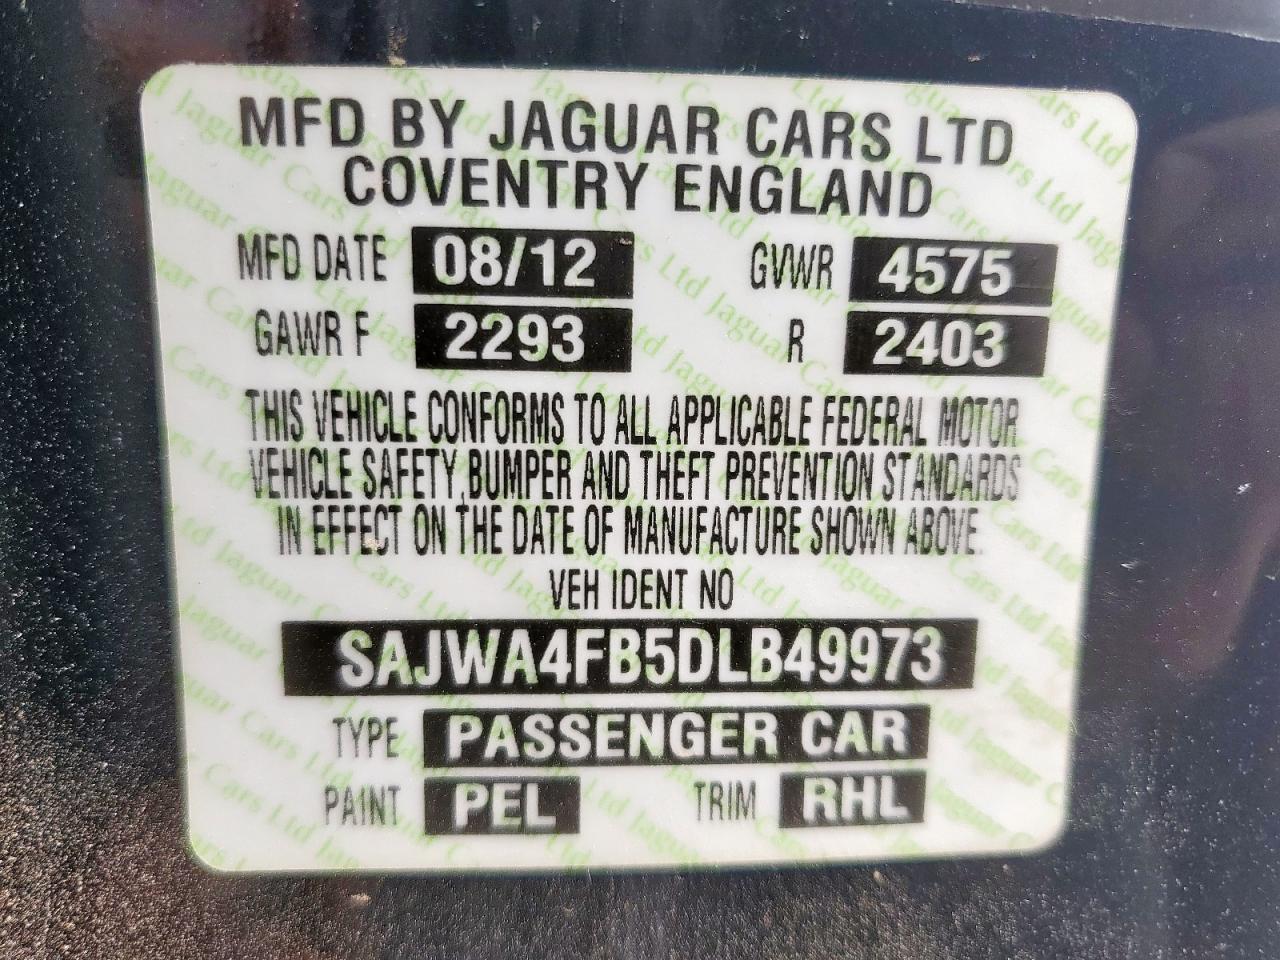 MFD BY JAGUAR CARS LTD
COVENTRY ENGLAND
MFD DATE 08/12 GVWR 4575
GAWR F 2293 R 2403
THIS VEHICLE CONFORMS TO ALL APPLICABLE FEDERAL MOTOR
VEHICLE SAFETY, BUMPER AND THEFT PREVENTION STANDARDS
IN EFFECT ON THE DATE OF MANUFACTURE SHOWN ABOVE.
VEH IDENT NO
SAJWA4FB5DLB49973
TYPE PASSENGER CAR
PAINT PEL TRIM RHL